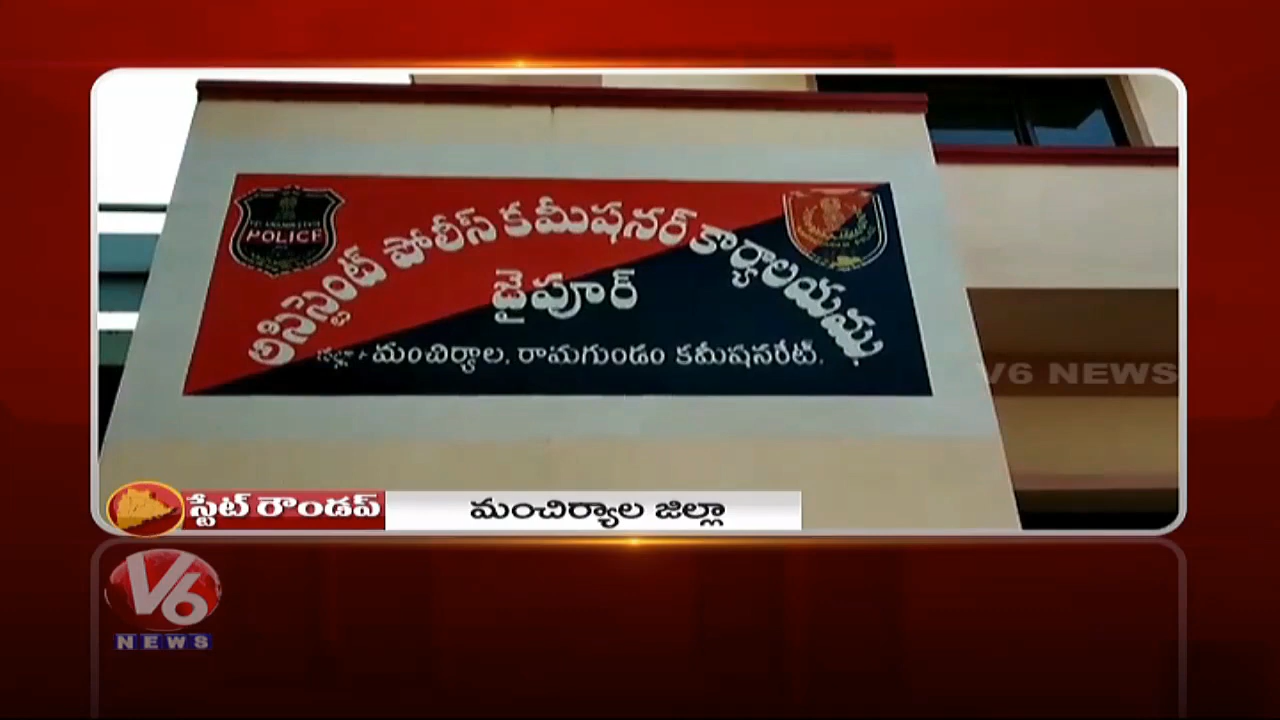 POLICE
అసిస్టెంట్ పోలీస్ కమీషనర్ కార్యాలయము,
జైపూర్
జిల్లా: మంచిర్యాల. రామగుండం కమీషనరేట్.
V6 NEWS
స్టేట్ రౌండప్
మంచిర్యాల జిల్లా
V6
NEWS